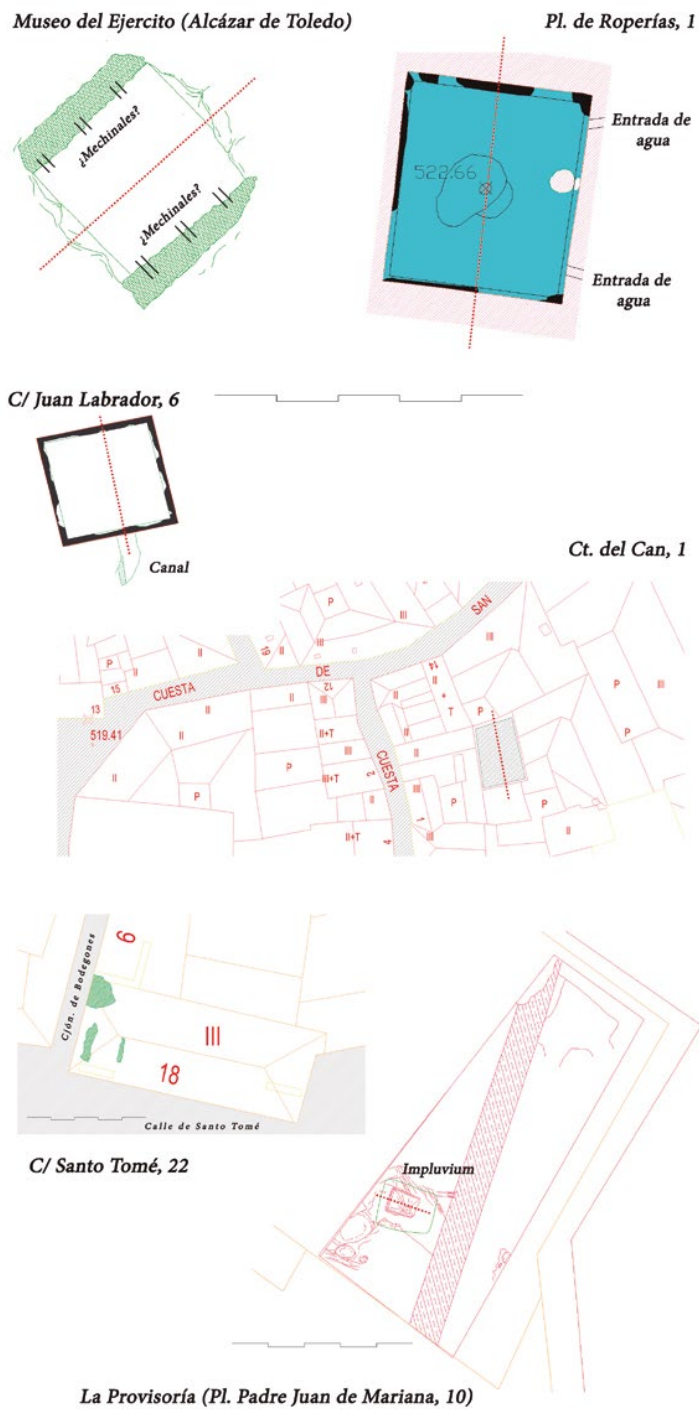 Museo del Ejercito (Alcázar de Toledo)
Pl. de Roperías, 1
¿Mechinales?
¿Mechinales?
Entrada de
agua
522.66
Entrada de
agua
C/ Juan Labrador, 6
Canal
Ct. del Can, 1
SAN
P
III
II
III
19
II
P
II
DE
III
14
II
+
T
P
III
15
CUESTA
12
13
II
III
II
519.41
II
II+T
P
II
CUESTA
III
P
P
III+T
2
II
III
P
P
1
II
II+T
4
III
6
Cjón. de Bodegones
III
18
Calle de Santo Tomé
C/ Santo Tomé, 22
Impluvium
La Provisoría (Pl. Padre Juan de Mariana, 10)